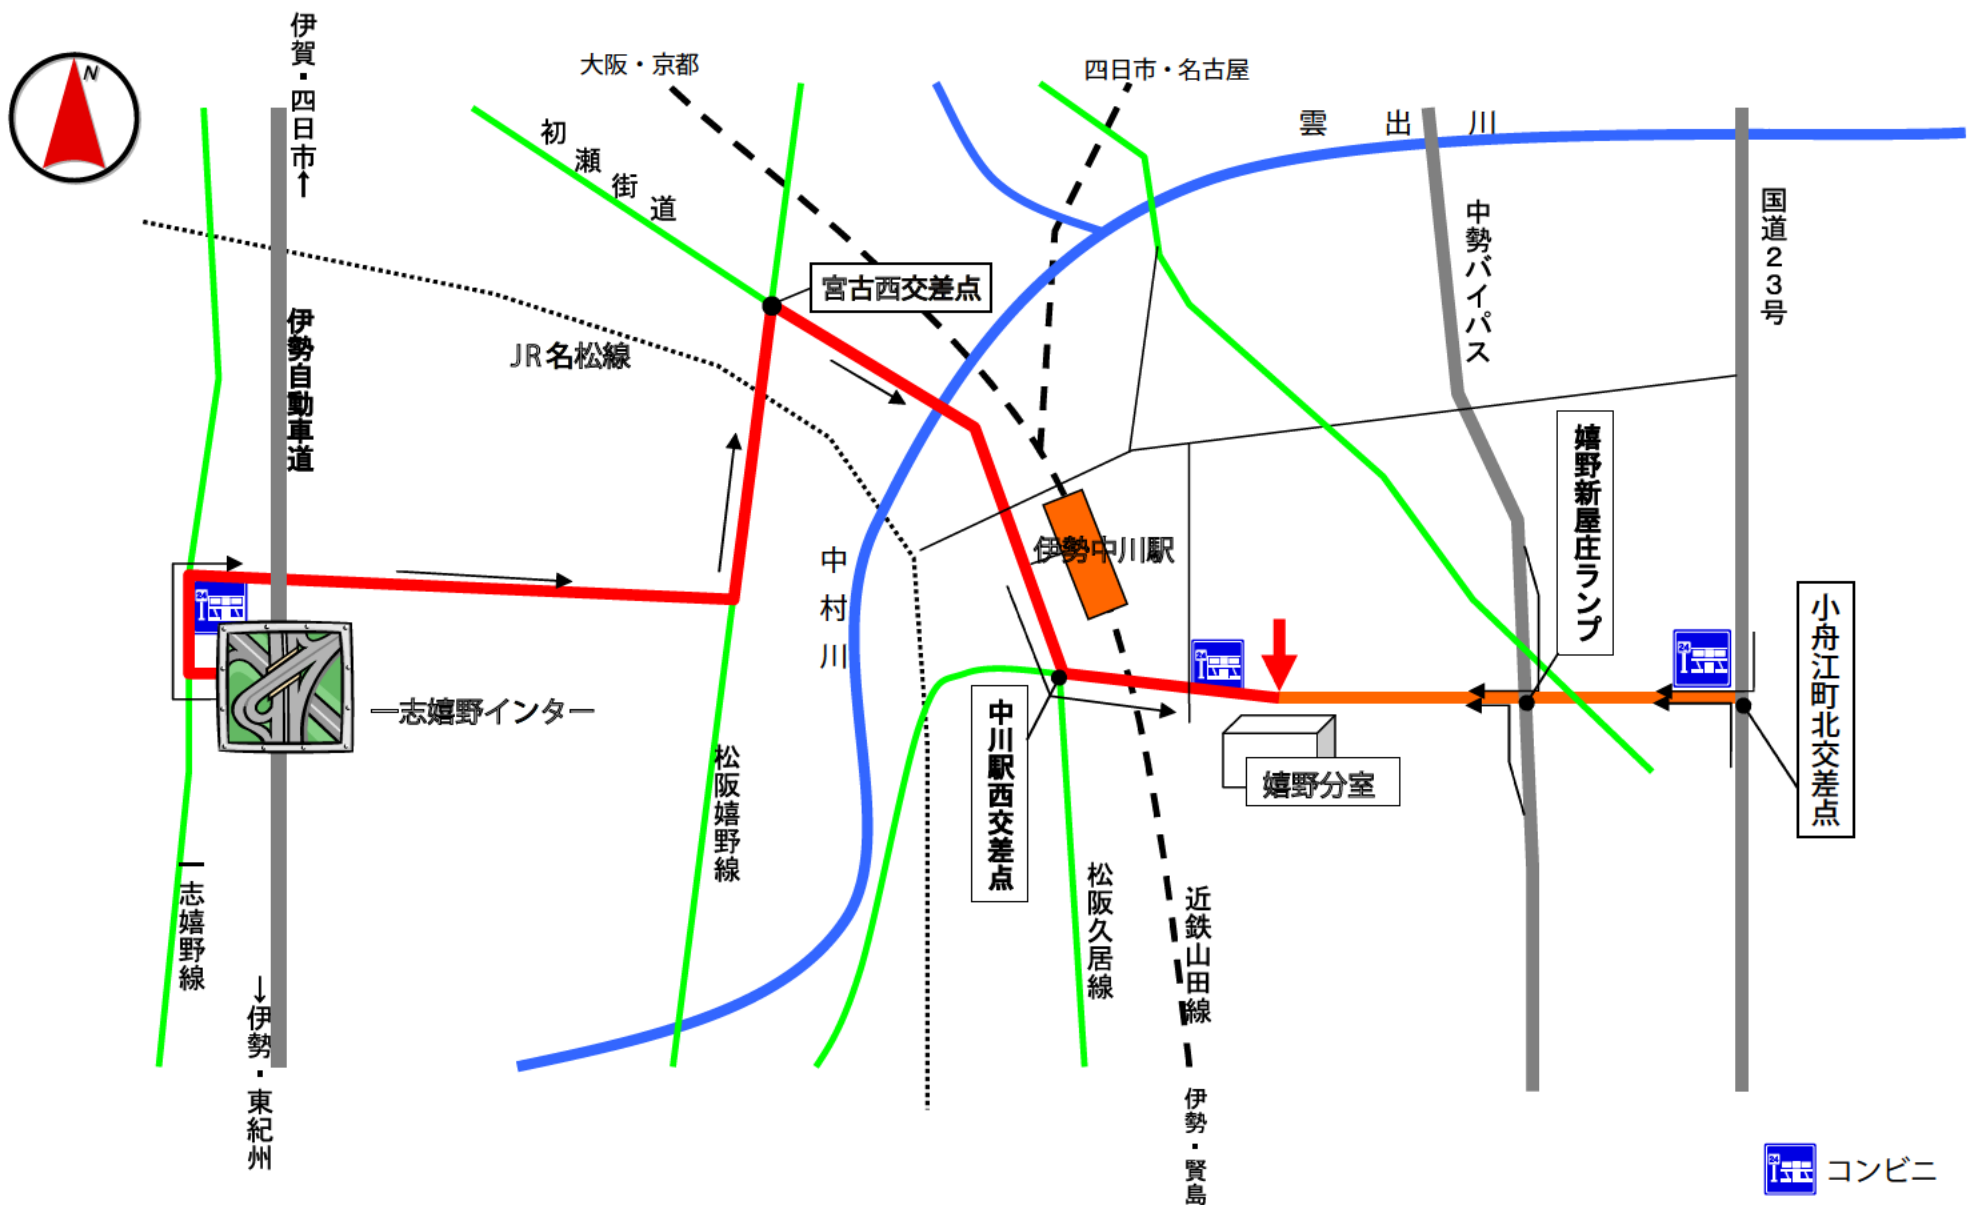 N
伊賀・四日市↑
大阪・京都
四日市・名古屋
初瀬街道
雲出川
国道23号
中勢バイパス
宮古西交差点
伊勢自動車道
JR名松線
嬉野新屋庄ランプ
伊勢中川駅
中村川
24
24
24
小舟江町北交差点
一志嬉野インター
中川駅西交差点
松阪嬉野線
嬉野分室
一志嬉野線
松阪久居線
近鉄山田線
↓伊勢・東紀州
伊勢・賢島
24
コンビニ